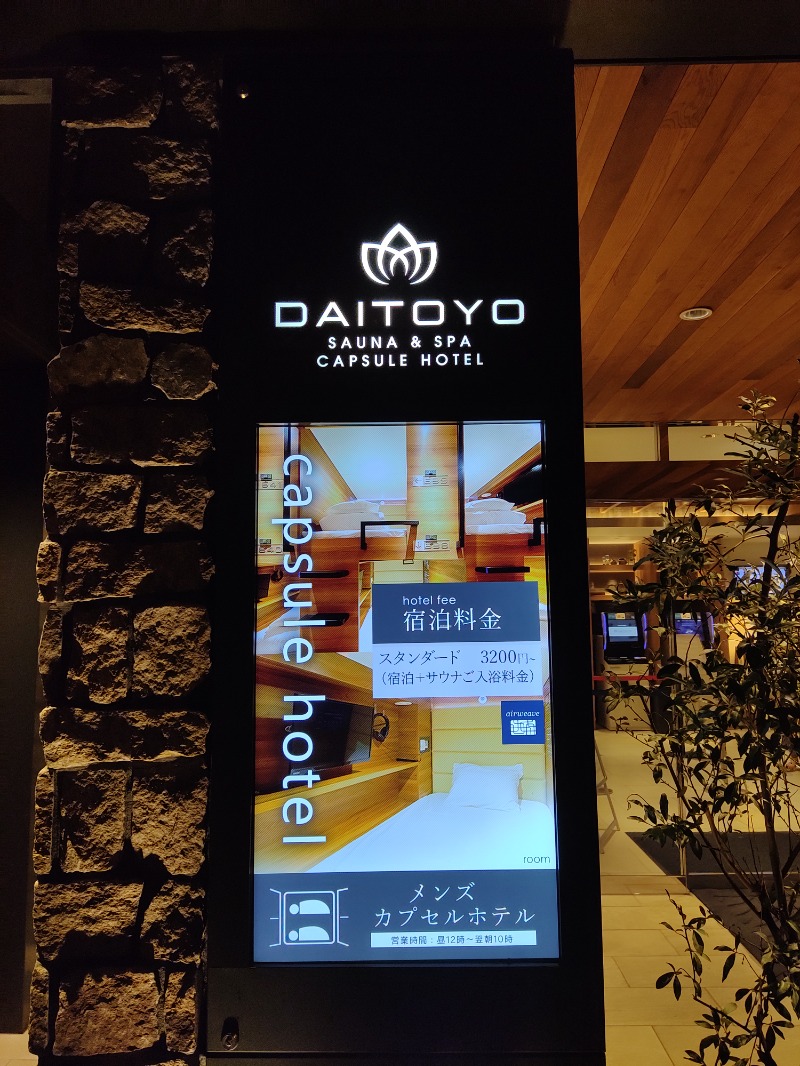 DAITOYO
SAUNA & SPA
CAPSULE HOTEL
capsule hotel
hotel fee
宿泊料金
スタンダード 3200円~
(宿泊+サウナご入浴料金)
airweave
room
メンズ
カプセルホテル
営業時間：昼12時～翌朝10時